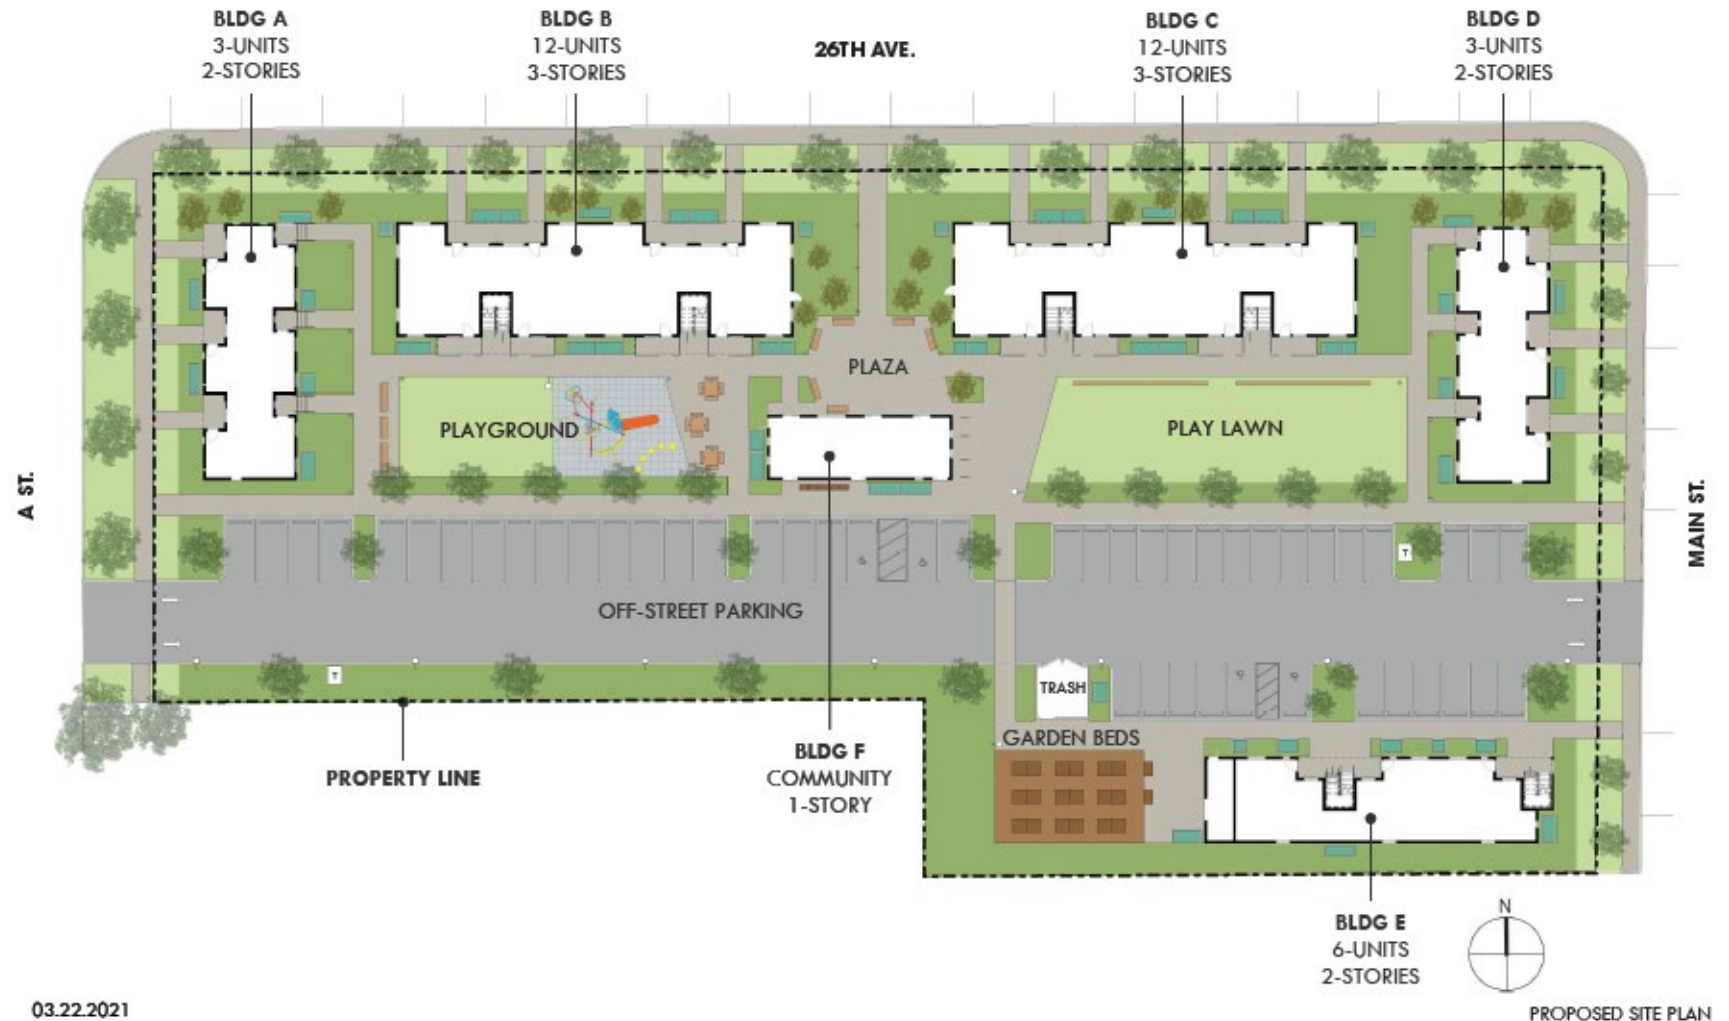 BLDG A
3-UNITS
2-STORIES
BLDG B
12-UNITS
3-STORIES
26TH AVE.
BLDG C
12-UNITS
3-STORIES
BLDG D
3-UNITS
2-STORIES
PLAZA
PLAYGROUND
PLAY LAWN
A ST.
MAIN ST.
T
OFF-STREET PARKING
T
TRASH
GARDEN BEDS
PROPERTY LINE
BLDG F
COMMUNITY
1-STORY
BLDG E
6-UNITS
2-STORIES
N
03.22.2021
PROPOSED SITE PLAN